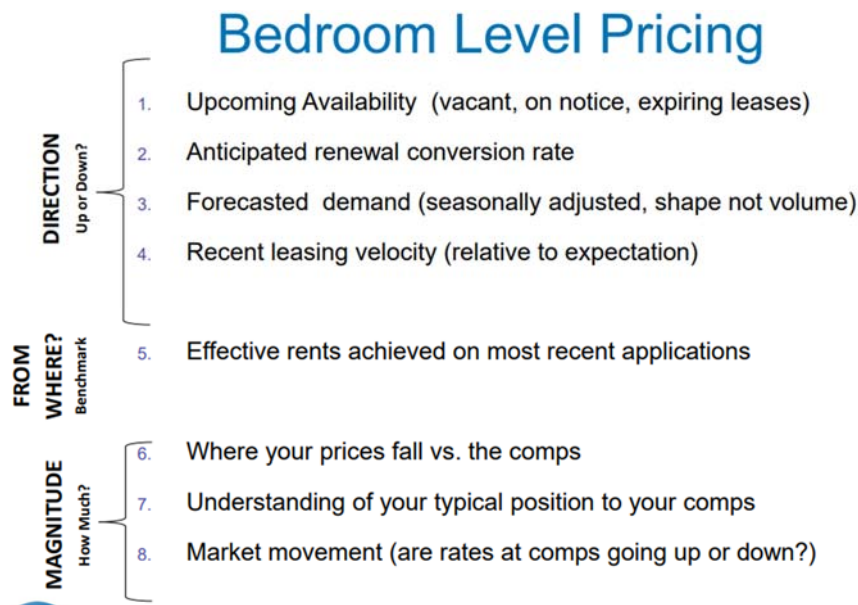 Bedroom Level Pricing
DIRECTION
Up or Down?
1. Upcoming Availability (vacant, on notice, expiring leases)
2. Anticipated renewal conversion rate
3. Forecasted demand (seasonally adjusted, shape not volume)
4. Recent leasing velocity (relative to expectation)
FROM
WHERE?
Benchmark
5. Effective rents achieved on most recent applications
MAGNITUDE
How Much?
6. Where your prices fall vs. the comps
7. Understanding of your typical position to your comps
8. Market movement (are rates at comps going up or down?)